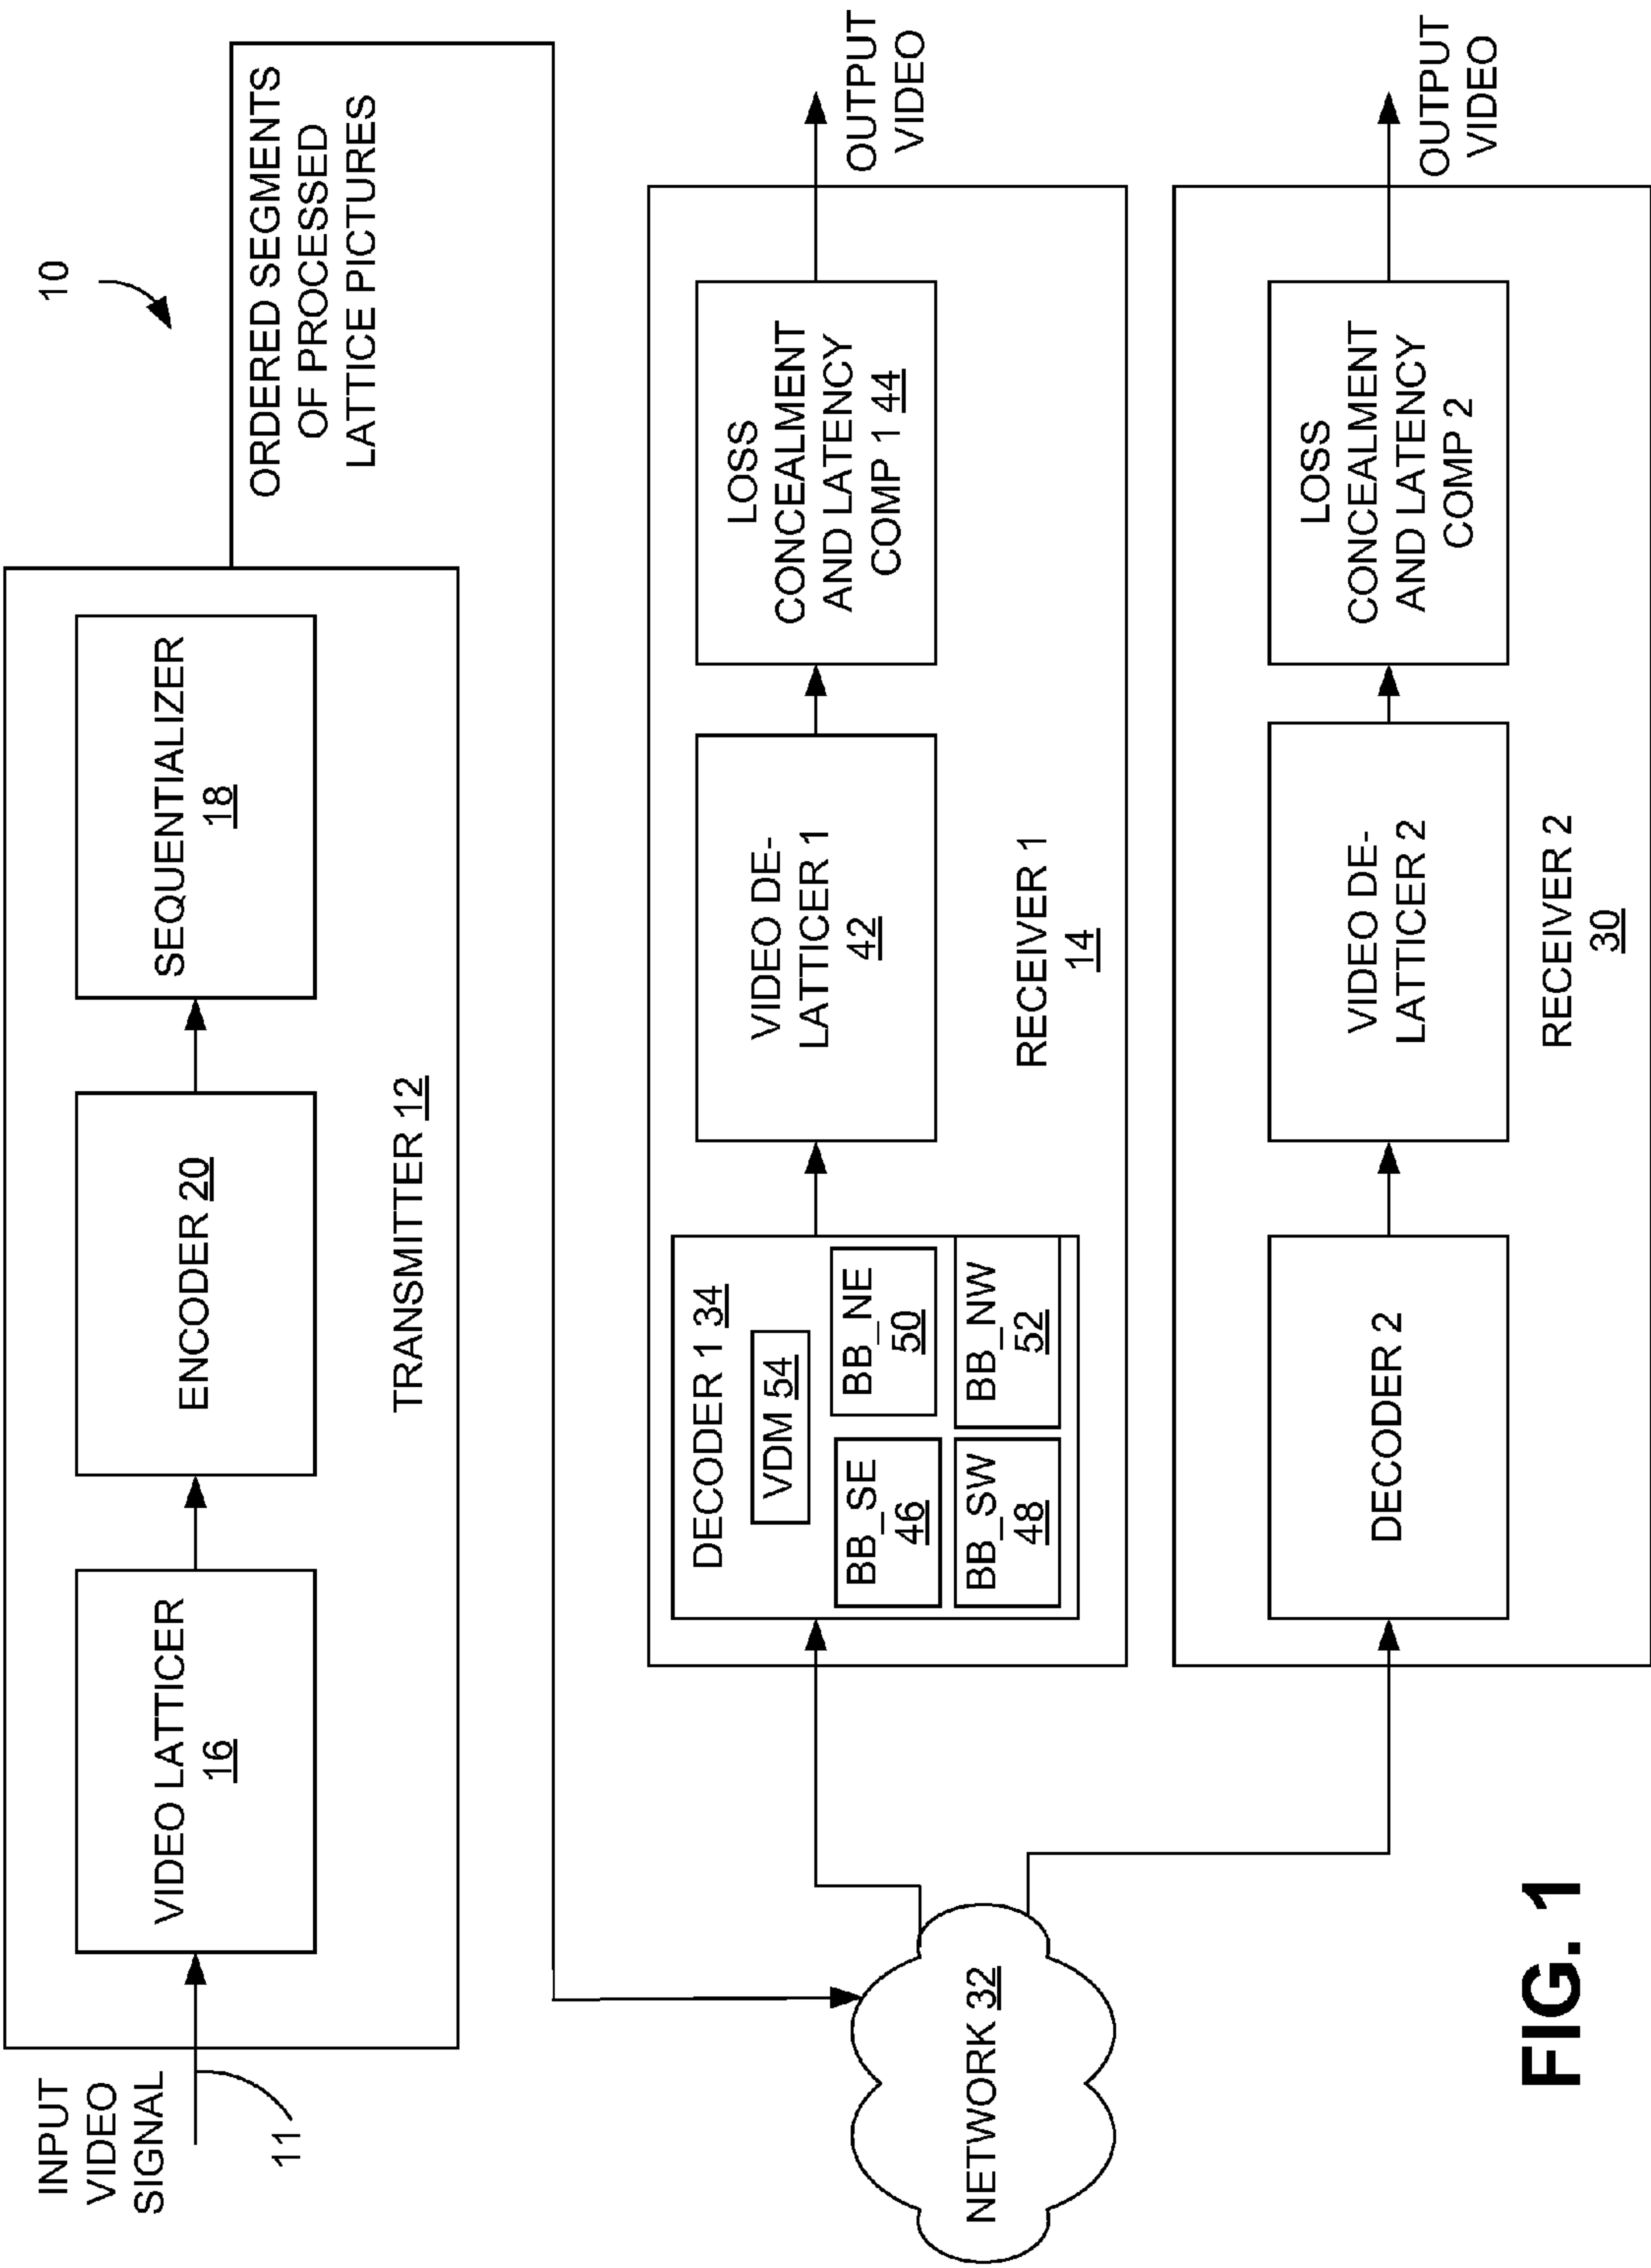 10
INPUT
VIDEO
SIGNAL
11
VIDEO LATTICER
16
ENCODER 20
SEQUENTIALIZER
18
TRANSMITTER 12
ORDERED SEGMENTS
OF PROCESSED
LATTICE PICTURES
NETWORK 32
DECODER 1 34
VDM 54
BB_SE
46
BB_NE
50
BB_SW
48
BB_NW
52
VIDEO DE-
LATTICER 1
42
LOSS
CONCEALMENT
AND LATENCY
COMP 1 44
OUTPUT
VIDEO
RECEIVER 1
14
DECODER 2
VIDEO DE-
LATTICER 2
LOSS
CONCEALMENT
AND LATENCY
COMP 2
OUTPUT
VIDEO
RECEIVER 2
30
FIG. 1